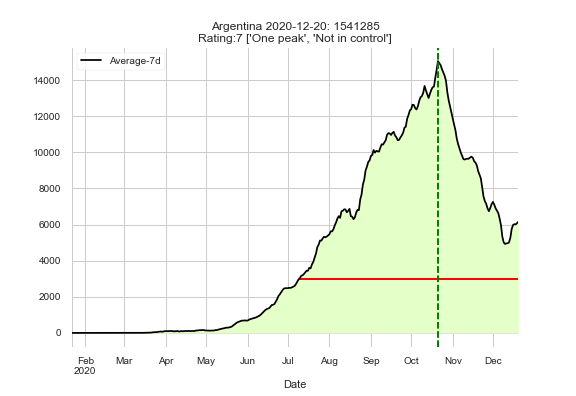 Argentina 2020-12-20: 1541285
Rating:7 ['One peak', 'Not in control']
Average-7d
14000
12000
10000
8000
6000
4000
2000
0
Feb Mar Apr May Jun Jul Aug Sep Oct Nov Dec
2020
Date